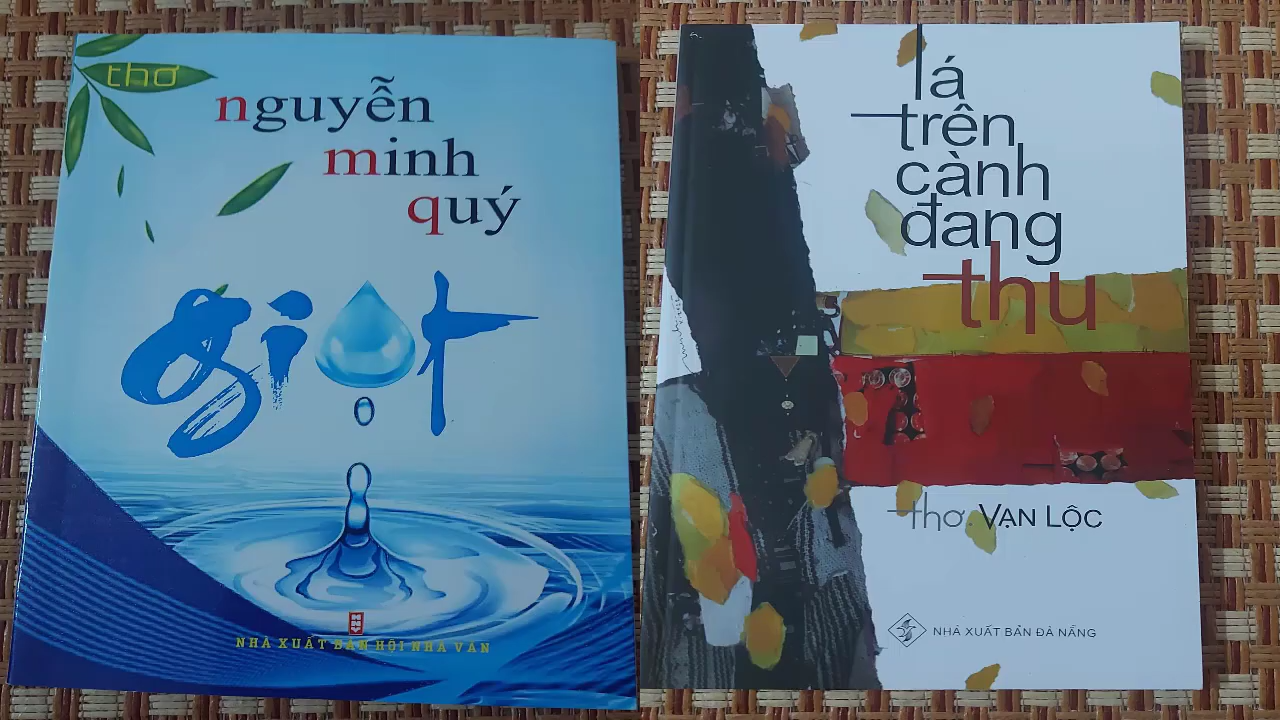 thơ
nguyễn
minh
quý
giọt
NHÀ XUẤT BẢN HỘI NHÀ VĂN
lá
trên
cành
đang
thu
thơ. VẠN LỘC
NHÀ XUẤT BẢN ĐÀ NẴNG